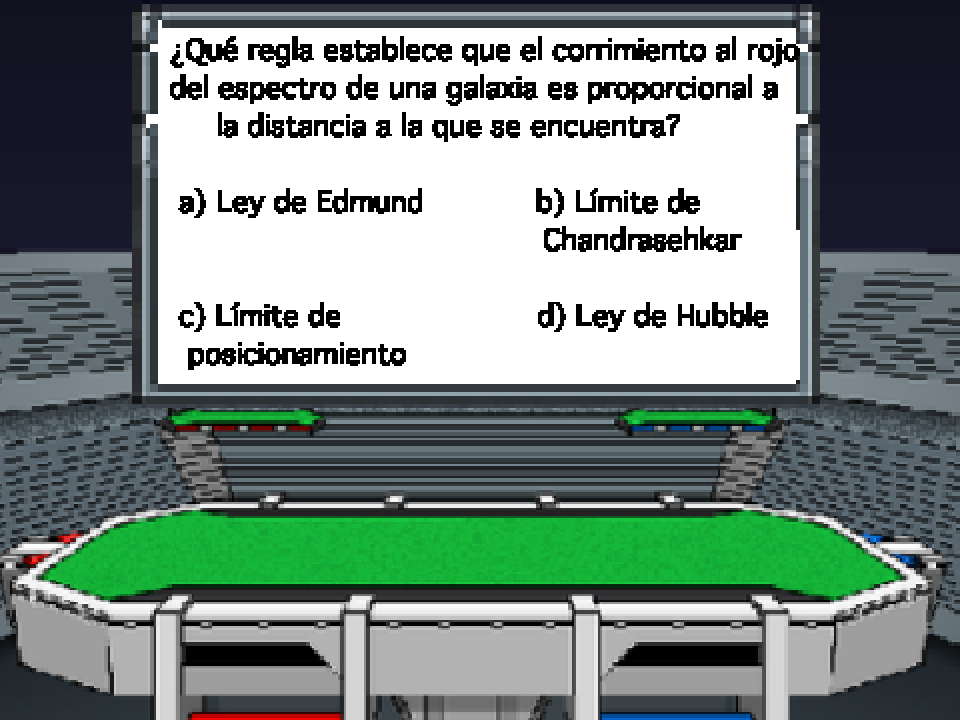 ¿Qué regla establece que el corrimiento al rojo
del espectro de una galaxia es proporcional a
la distancia a la que se encuentra?
a) Ley de Edmund
b) Límite de
Chandrasehkar
c) Límite de
posicionamiento
d) Ley de Hubble